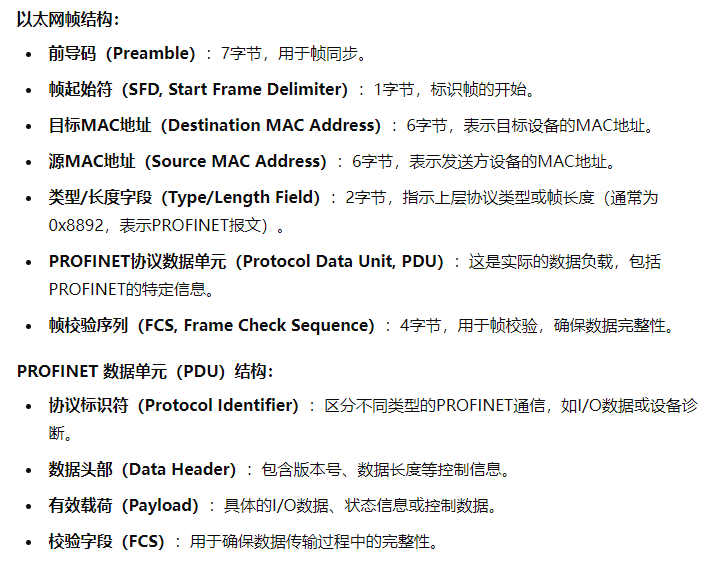 以太网帧结构：
• 前导码（Preamble）：7字节，用于帧同步。
• 帧起始符（SFD, Start Frame Delimiter）：1字节，标识帧的开始。
• 目标MAC地址（Destination MAC Address）：6字节，表示目标设备的MAC地址。
• 源MAC地址（Source MAC Address）：6字节，表示发送方设备的MAC地址。
• 类型/长度字段（Type/Length Field）：2字节，指示上层协议类型或帧长度（通常为
0x8892，表示PROFINET报文）。
• PROFINET协议数据单元（Protocol Data Unit, PDU）：这是实际的数据负载，包括
PROFINET的特定信息。
• 帧校验序列（FCS, Frame Check Sequence）：4字节，用于帧校验，确保数据完整性。
PROFINET 数据单元（PDU）结构：
• 协议标识符（Protocol Identifier）：区分不同类型的PROFINET通信，如I/O数据或设备诊
断。
• 数据头部（Data Header）：包含版本号、数据长度等控制信息。
• 有效载荷（Payload）：具体的I/O数据、状态信息或控制数据。
• 校验字段（FCS）：用于确保数据传输过程中的完整性。